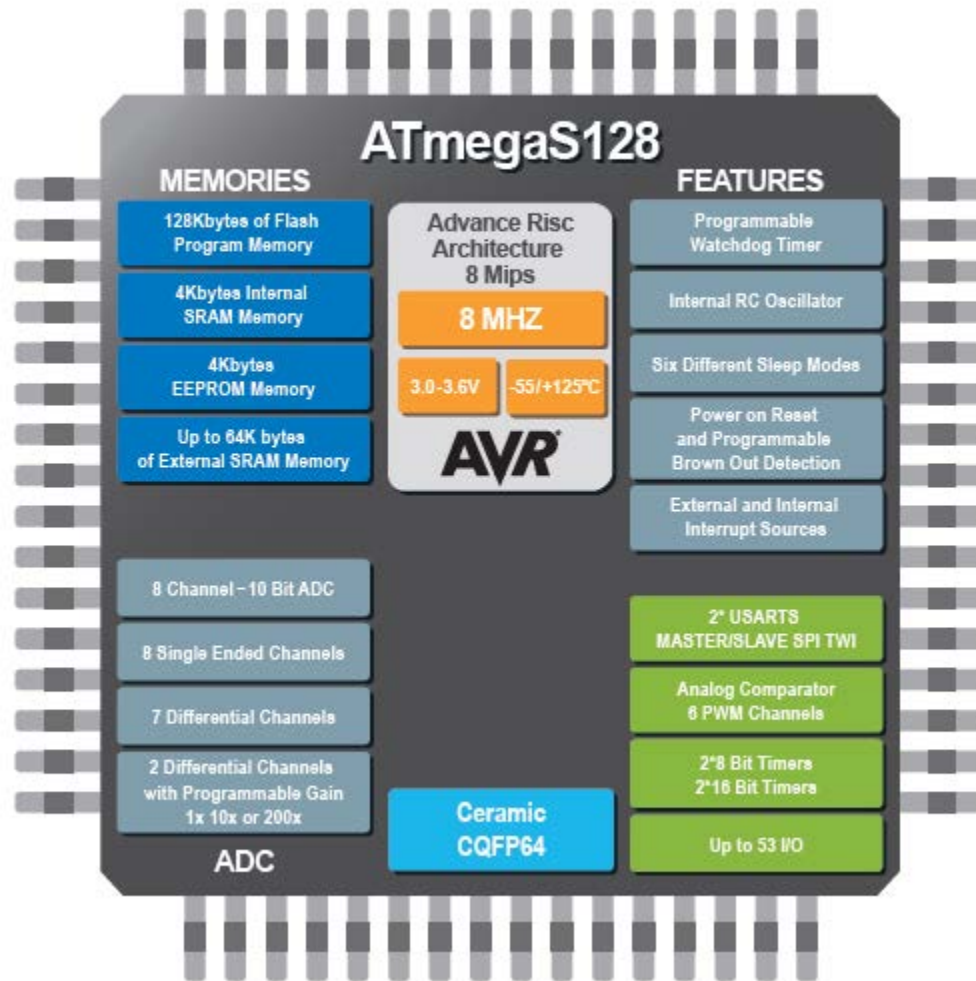 ATmegaS128
MEMORIES
128Kbytes of Flash
Program Memory
4Kbytes Internal
SRAM Memory
4Kbytes
EEPROM Memory
Up to 64K bytes
of External SRAM Memory
8 Channel - 10 Bit ADC
8 Single Ended Channels
7 Differential Channels
2 Differential Channels
with Programmable Gain
1x 10x or 200x
ADC
Advance Risc
Architecture
8 Mips
8 MHZ
3.0-3.6V
-55/+125°C
AVR®
Ceramic
CQFP64
FEATURES
Programmable
Watchdog Timer
Internal RC Oscillator
Six Different Sleep Modes
Power on Reset
and Programmable
Brown Out Detection
External and Internal
Interrupt Sources
2* USARTS
MASTER/SLAVE SPI TWI
Analog Comparator
6 PWM Channels
2*8 Bit Timers
2*16 Bit Timers
Up to 53 I/O